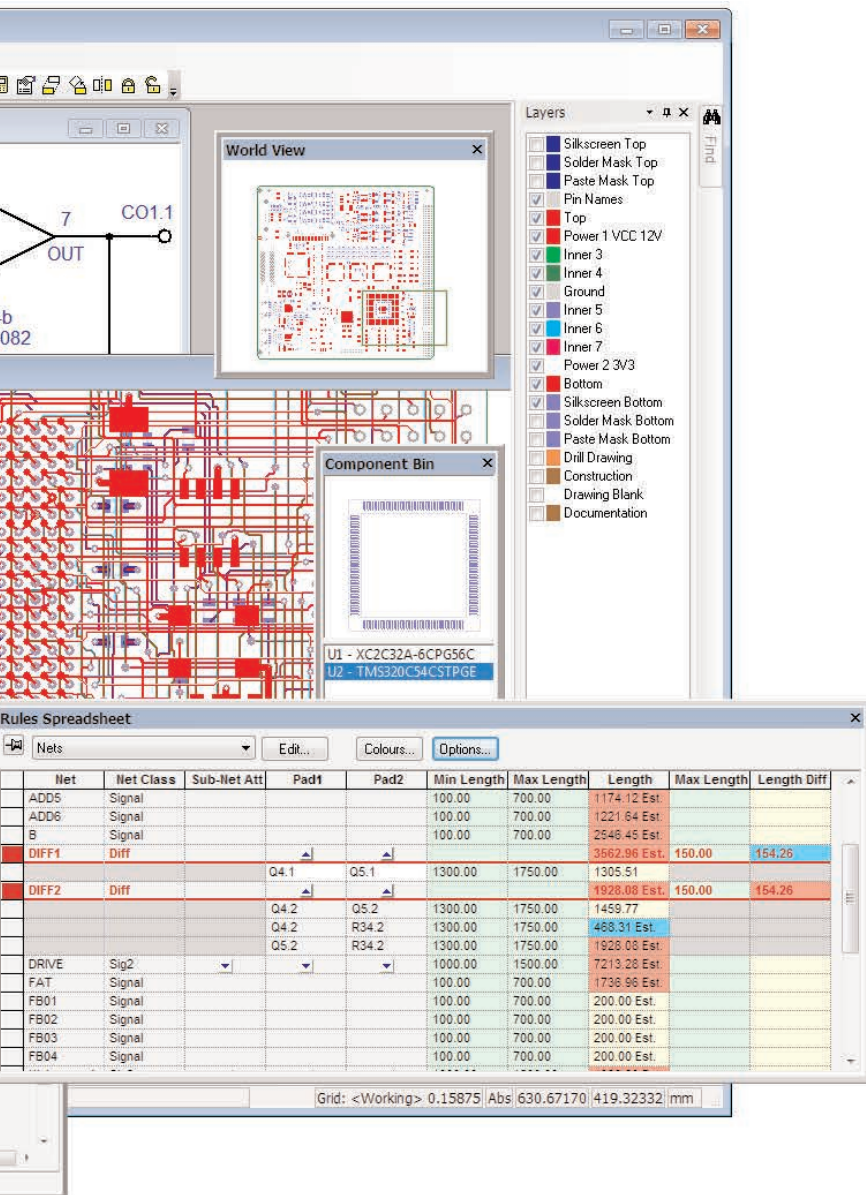 Layers
Find
Silkscreen Top
Solder Mask Top
Paste Mask Top
Pin Names
Top
Power 1 VCC 12V
Inner 3
Inner 4
Ground
Inner 5
Inner 6
Inner 7
Power 2 3V3
Bottom
Silkscreen Bottom
Solder Mask Bottom
Paste Mask Bottom
Drill Drawing
Construction
Drawing Blank
Documentation
World View
7
CO1.1
OUT
082
Component Bin
U1 - XC2C32A-6CPG56C
U2 - TMS320C54CSTPGE
Rules Spreadsheet
Nets Edit... Colours... Options...
Net Net Class Sub-Net Att Pad1 Pad2 Min Length Max Length Length Max Length Length Diff
ADD5 Signal 100.00 700.00 1174.12 Est.
ADD6 Signal 100.00 700.00 1221.64 Est.
B Signal 100.00 700.00 2546.45 Est.
DIFF1 Diff 3562.96 Est. 150.00 154.26
Q4.1 Q5.1 1300.00 1750.00 1305.51
DIFF2 Diff 1928.08 Est. 150.00 154.26
Q4.2 Q5.2 1300.00 1750.00 1459.77
Q4.2 R34.2 1300.00 1750.00 468.31 Est.
Q5.2 R34.2 1300.00 1750.00 1928.08 Est.
DRIVE Sig2 1000.00 1500.00 7213.28 Est.
FAT Signal 100.00 700.00 1736.96 Est.
FB01 Signal 100.00 700.00 200.00 Est.
FB02 Signal 100.00 700.00 200.00 Est.
FB03 Signal 100.00 700.00 200.00 Est.
FB04 Signal 100.00 700.00 200.00 Est.
Grid: <Working> 0.15875 Abs 630.67170 419.32332 mm